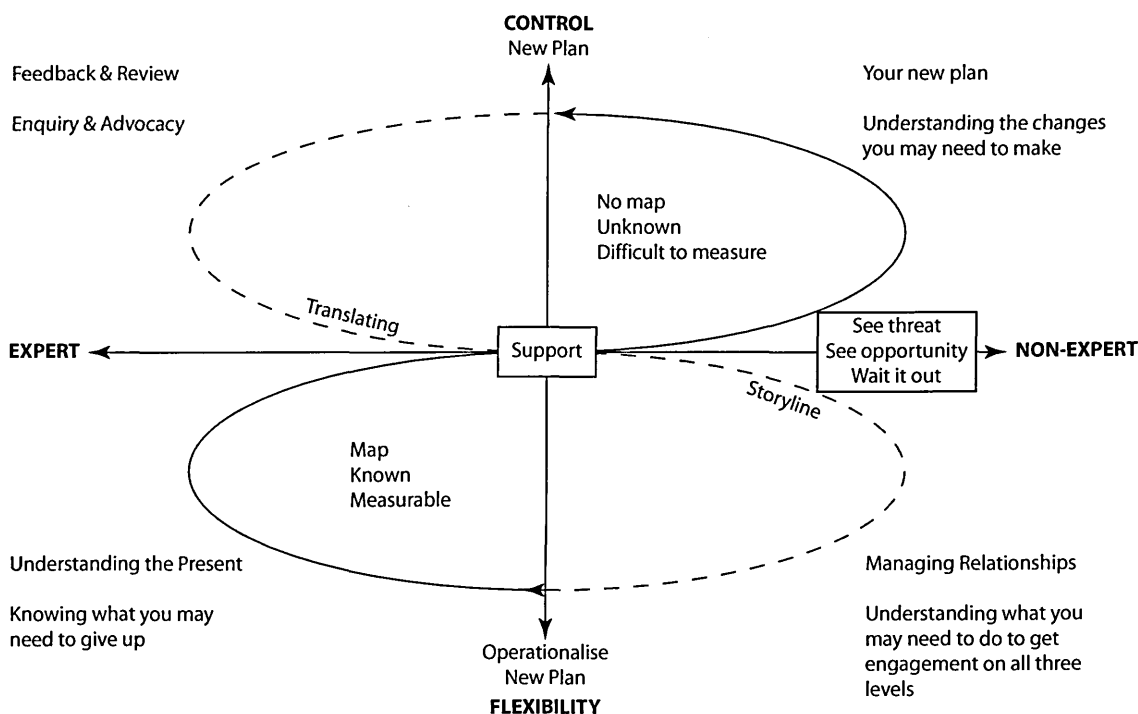 CONTROL
New Plan
Feedback & Review
Enquiry & Advocacy
Your new plan
Understanding the changes
you may need to make
No map
Unknown
Difficult to measure
Translating
EXPERT
Support
See threat
See opportunity
Wait it out
NON-EXPERT
Storyline
Map
Known
Measurable
Understanding the Present
Knowing what you may
need to give up
Managing Relationships
Understanding what you
may need to do to get
engagement on all three
levels
Operationalise
New Plan
FLEXIBILITY